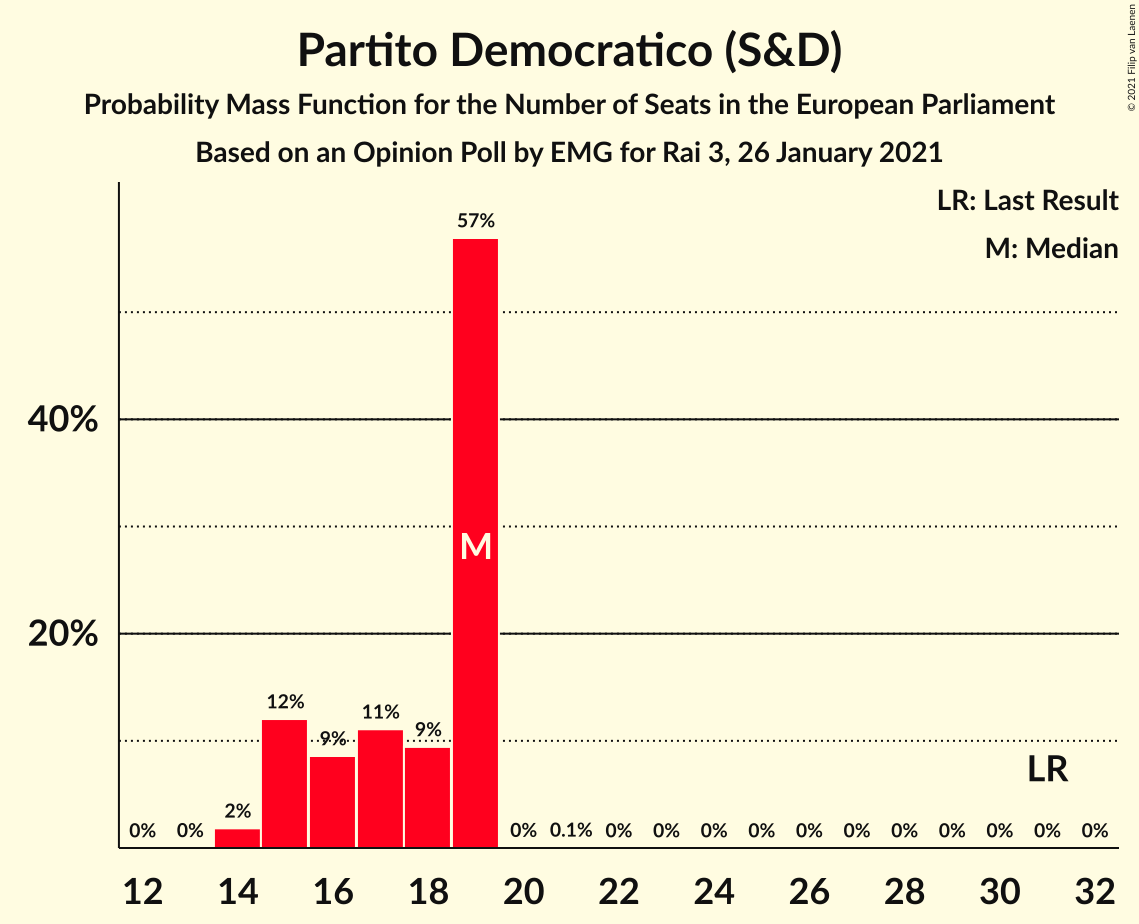 Partito Democratico (S&D)
Probability Mass Function for the Number of Seats in the European Parliament
Based on an Opinion Poll by EMG for Rai 3, 26 January 2021
© 2021 Filip van Laenen
LR: Last Result
M: Median
57%
40%
M
20%
12%
11%
9%
9%
LR
2%
0% 0% 0% 0.1% 0% 0% 0% 0% 0% 0% 0% 0% 0% 0% 0%
12 14 16 18 20 22 24 26 28 30 32